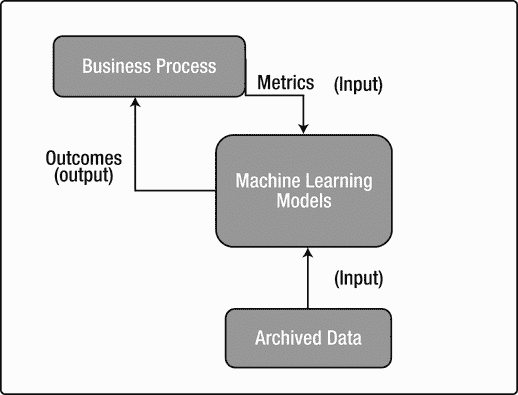 Business Process
Metrics (Input)
Outcomes
(output)
Machine Learning
Models
(Input)
Archived Data